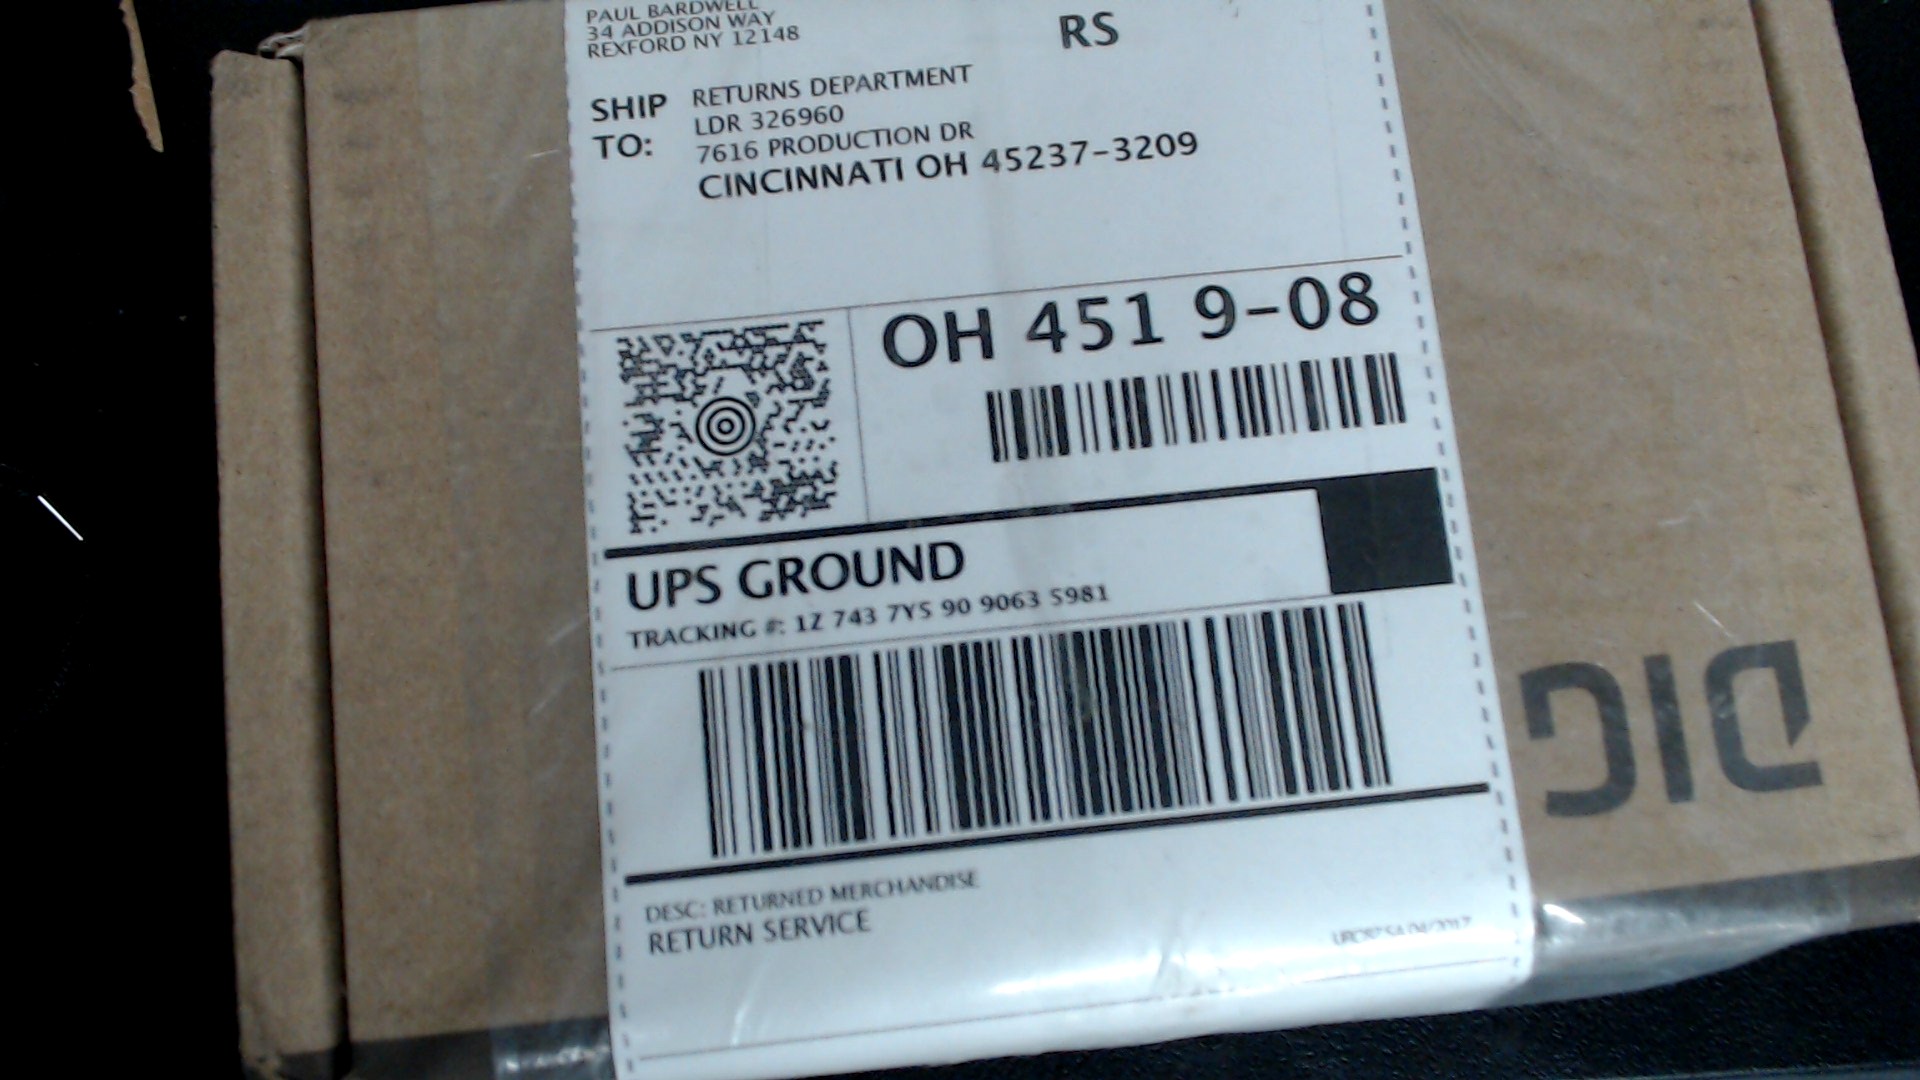 PAUL BARDWELL
34 ADDISON WAY
REXFORD NY 12148
RS
SHIP TO:
RETURNS DEPARTMENT
LDR 326960
7616 PRODUCTION DR
CINCINNATI OH 45237-3209
OH 451 9-08
UPS GROUND
TRACKING #: 1Z 743 7Y5 90 9063 5981
DESC: RETURNED MERCHANDISE
RETURN SERVICE
DIG